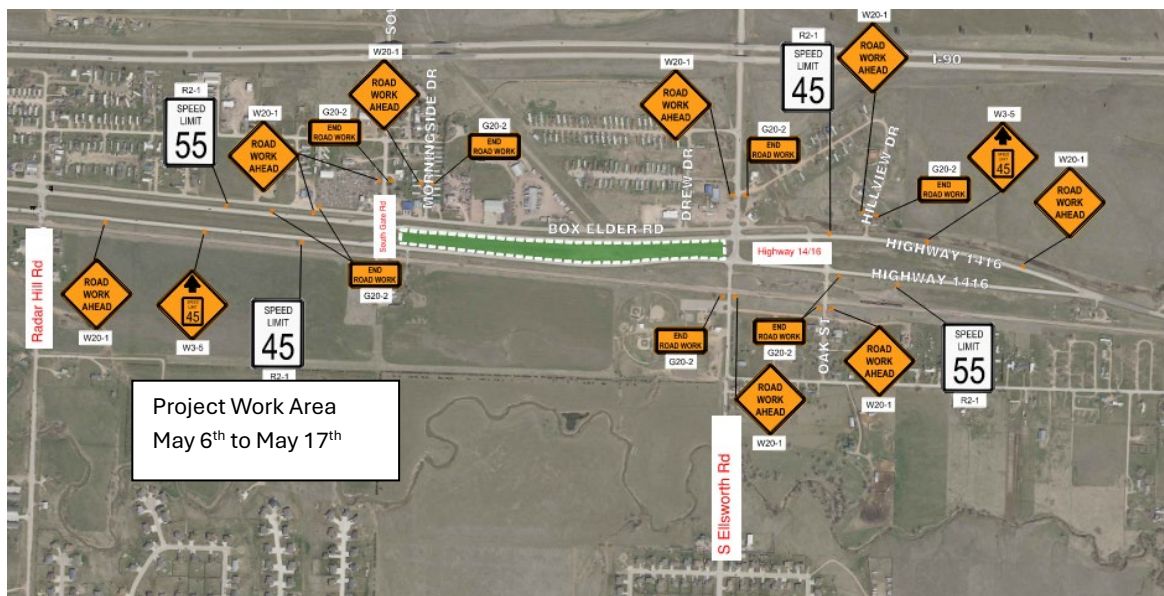 SOU
W20-1
ROAD
WORK
AHEAD
R2-1
SPEED
LIMIT
45
W20-1
ROAD
WORK
AHEAD
I-90
R2-1
SPEED
LIMIT
55
W20-1
ROAD
WORK
AHEAD
G20-2
END
ROAD WORK
MORNINGSIDE DR
G20-2
END
ROAD WORK
W20-1
ROAD
WORK
AHEAD
G20-2
END
ROAD WORK
W3-5
SPEED
LIMIT
45
W20-1
ROAD
WORK
AHEAD
G20-2
END
ROAD WORK
HILLVIEW DR
DREW DR
South Gate Rd
BOX ELDER RD
Highway 14/16
HIGHWAY 1416
HIGHWAY 1416
Radar Hill Rd
ROAD
WORK
AHEAD
W20-1
SPEED
LIMIT
45
W3-5
SPEED
LIMIT
45
R2-1
END
ROAD WORK
G20-2
END
ROAD WORK
G20-2
END
ROAD WORK
G20-2
OAK ST
ROAD
WORK
AHEAD
W20-1
SPEED
LIMIT
55
R2-1
ROAD
WORK
AHEAD
W20-1
S Ellsworth Rd
Project Work Area
May 6th to May 17th